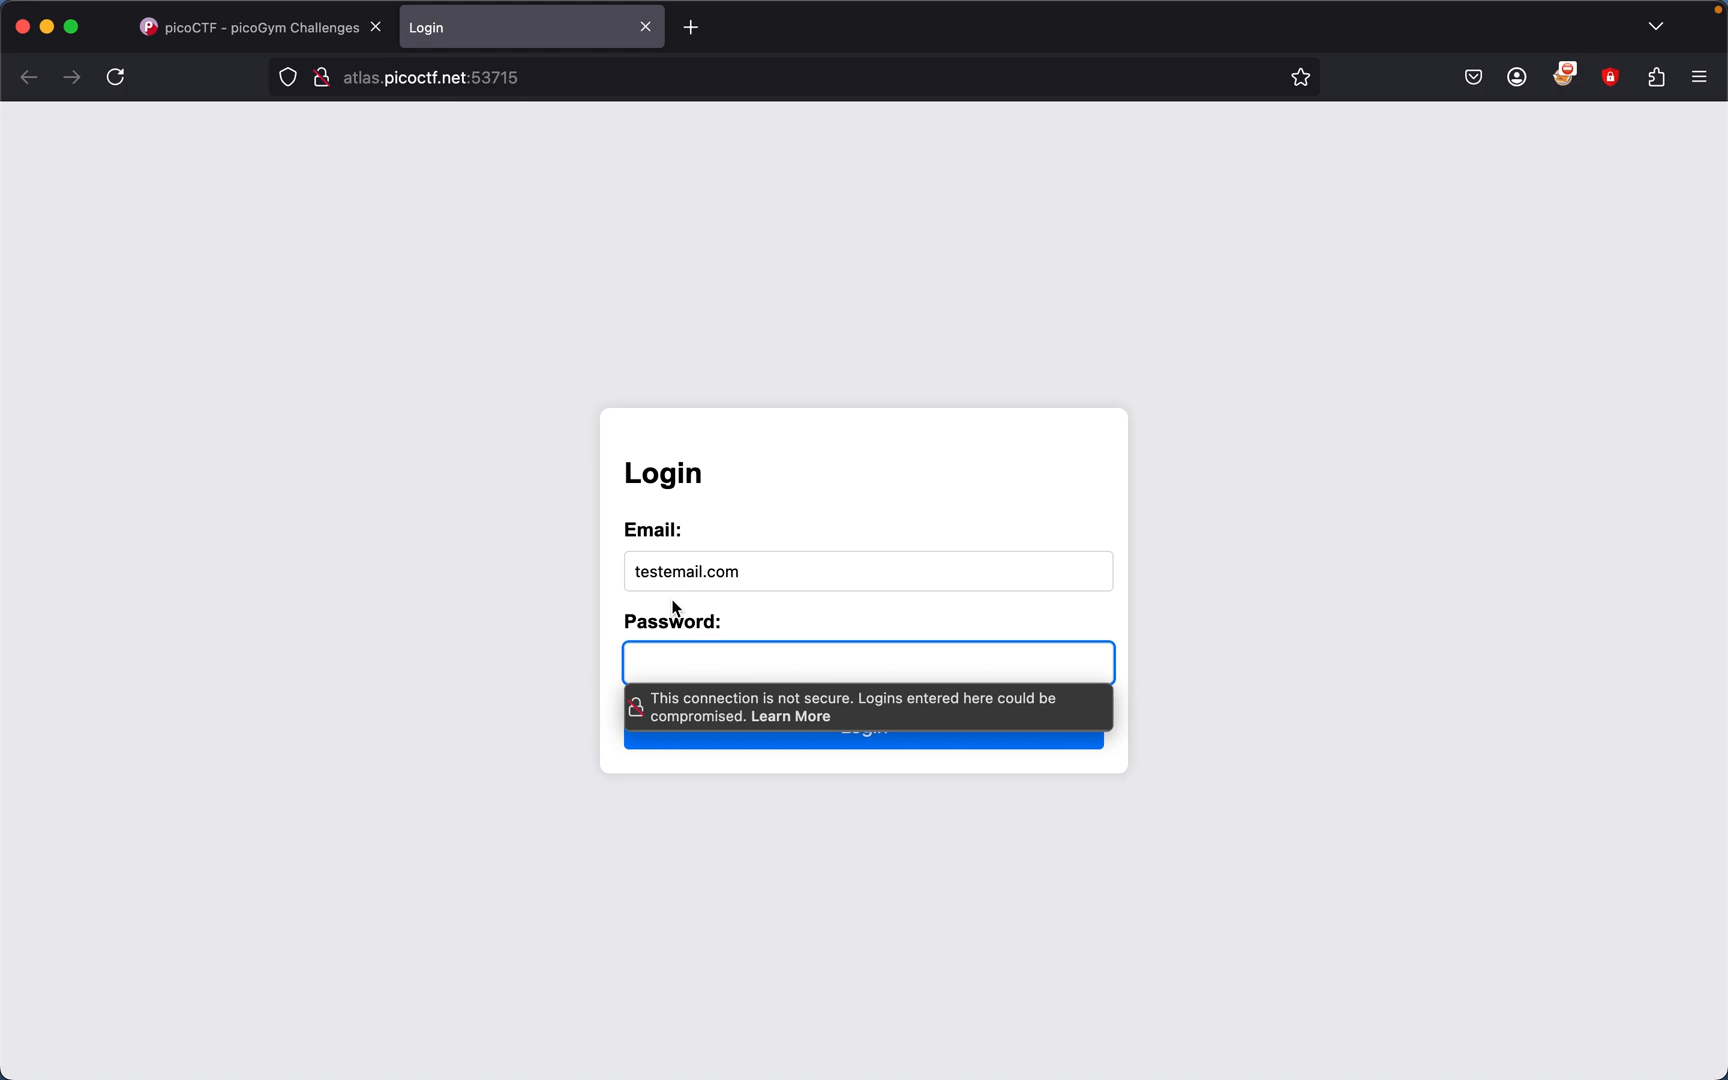 picoCTF - picoGym Challenges
Login
atlas.picoctf.net:53715
Login
Email:
testemail.com
Password:
This connection is not secure. Logins entered here could be
compromised. Learn More
Login